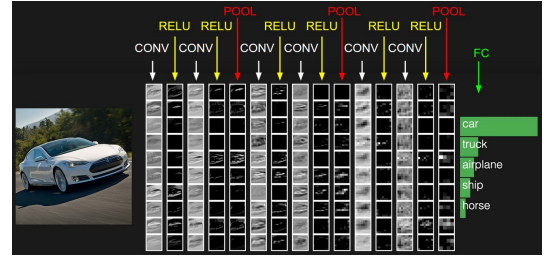 POOL POOL POOL
RELU RELU RELU RELU RELU RELU
CONV CONV CONV CONV CONV CONV
FC
car
truck
airplane
ship
horse